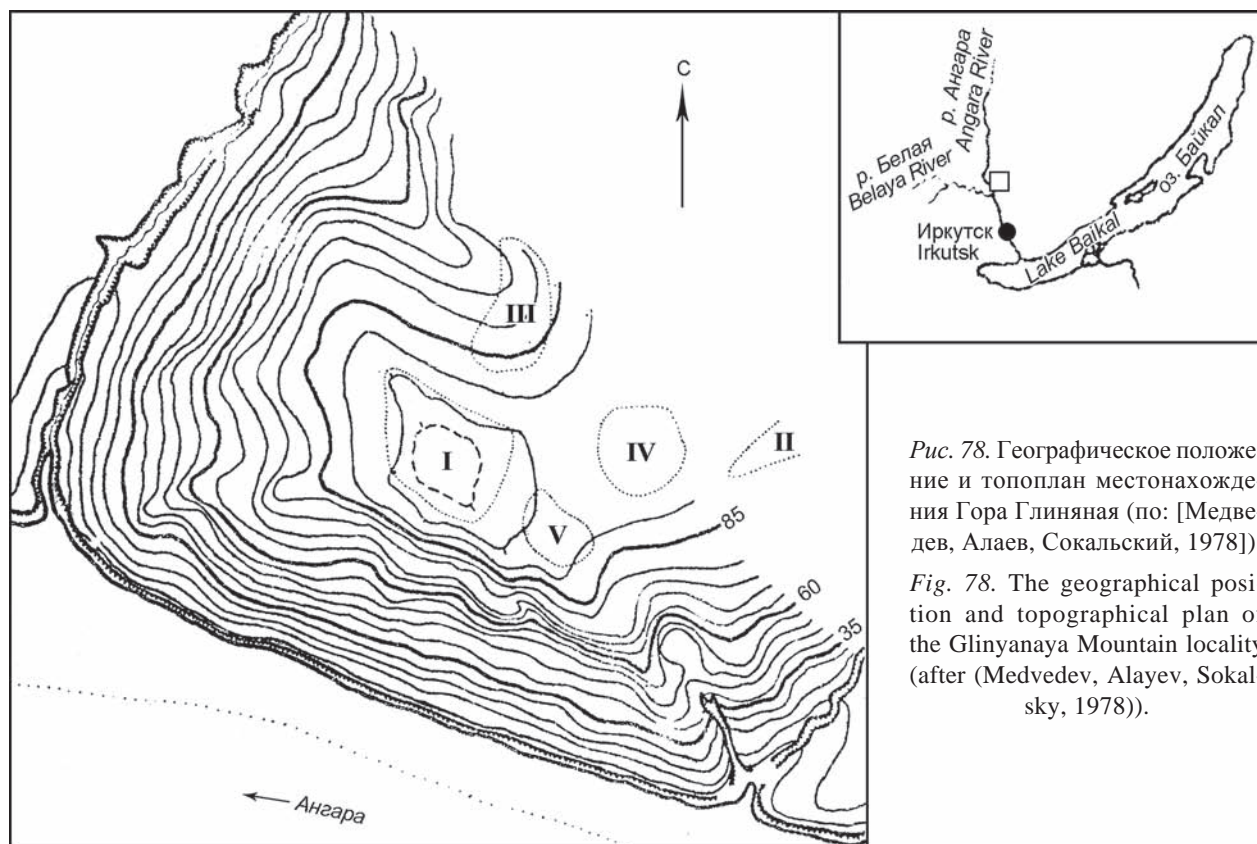 С
III
I
IV
II
V
85
60
35
Ангара
р. Ангара
Angara River
р. Белая
Belaya River
Иркутск
Irkutsk
Lake Baikal
оз. Байкал
Рис. 78. Географическое положе-
ние и топоплан местонахожде-
ния Гора Глиняная (по: [Медве-
дев, Алаев, Сокальский, 1978])
Fig. 78. The geographical posi-
tion and topographical plan o
the Glinyanaya Mountain locality
(after (Medvedev, Alayev, Sokal-
sky, 1978)).